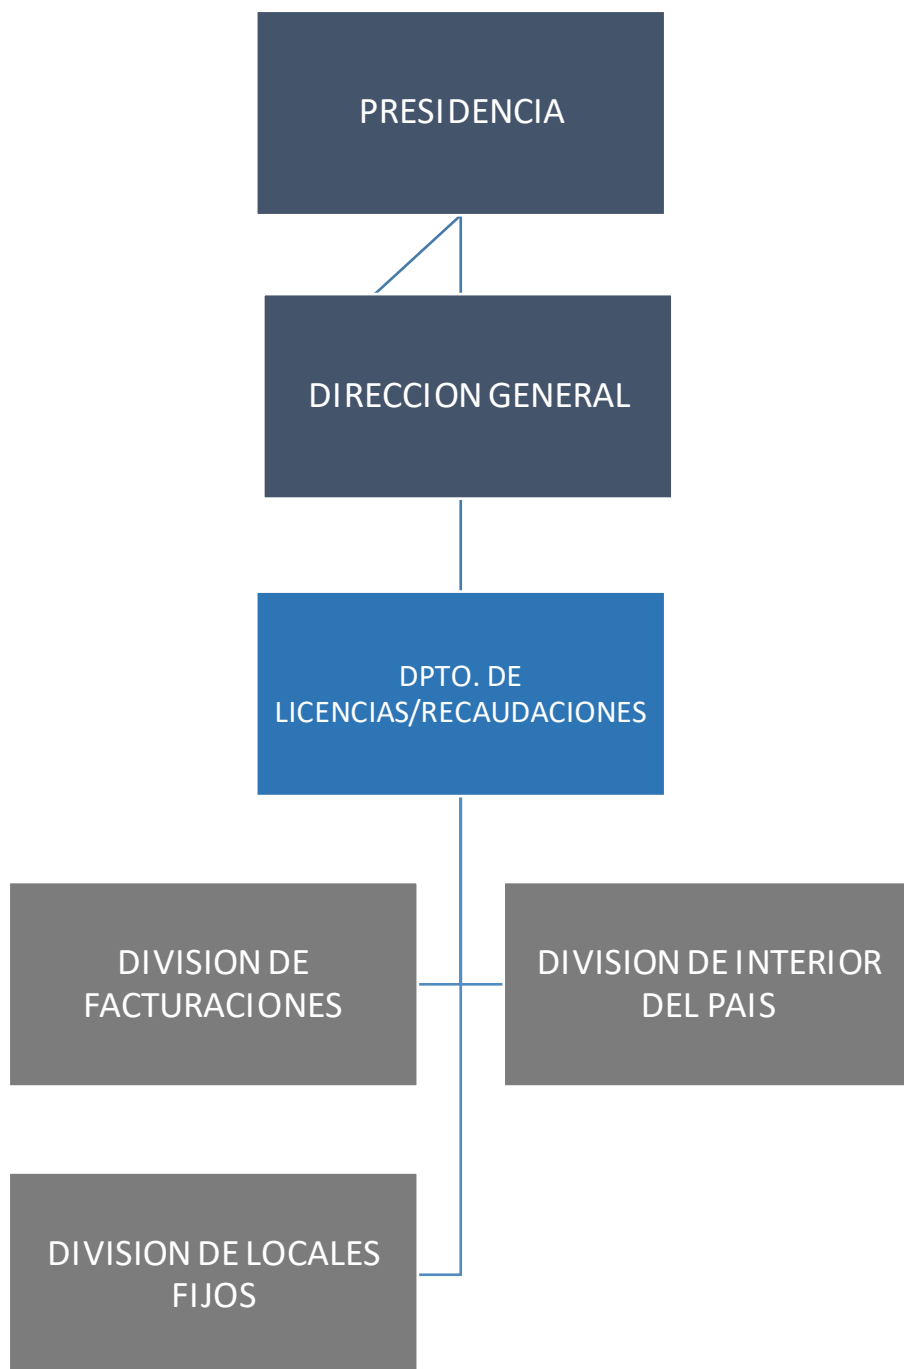 PRESIDENCIA
DIRECCION GENERAL
DPTO. DE
LICENCIAS/RECAUDACIONES
DIVISION DE
FACTURACIONES
DIVISION DE INTERIOR
DEL PAIS
DIVISION DE LOCALES
FIJOS